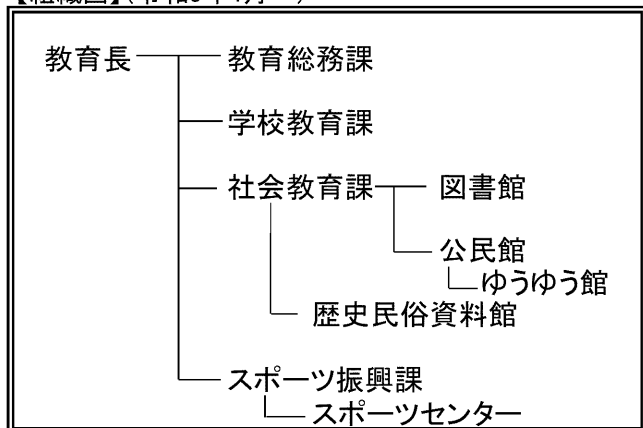 教育長 教育総務課
学校教育課
社会教育課 図書館
公民館
ゆうゆう館
歴史民俗資料館
スポーツ振興課
スポーツセンター